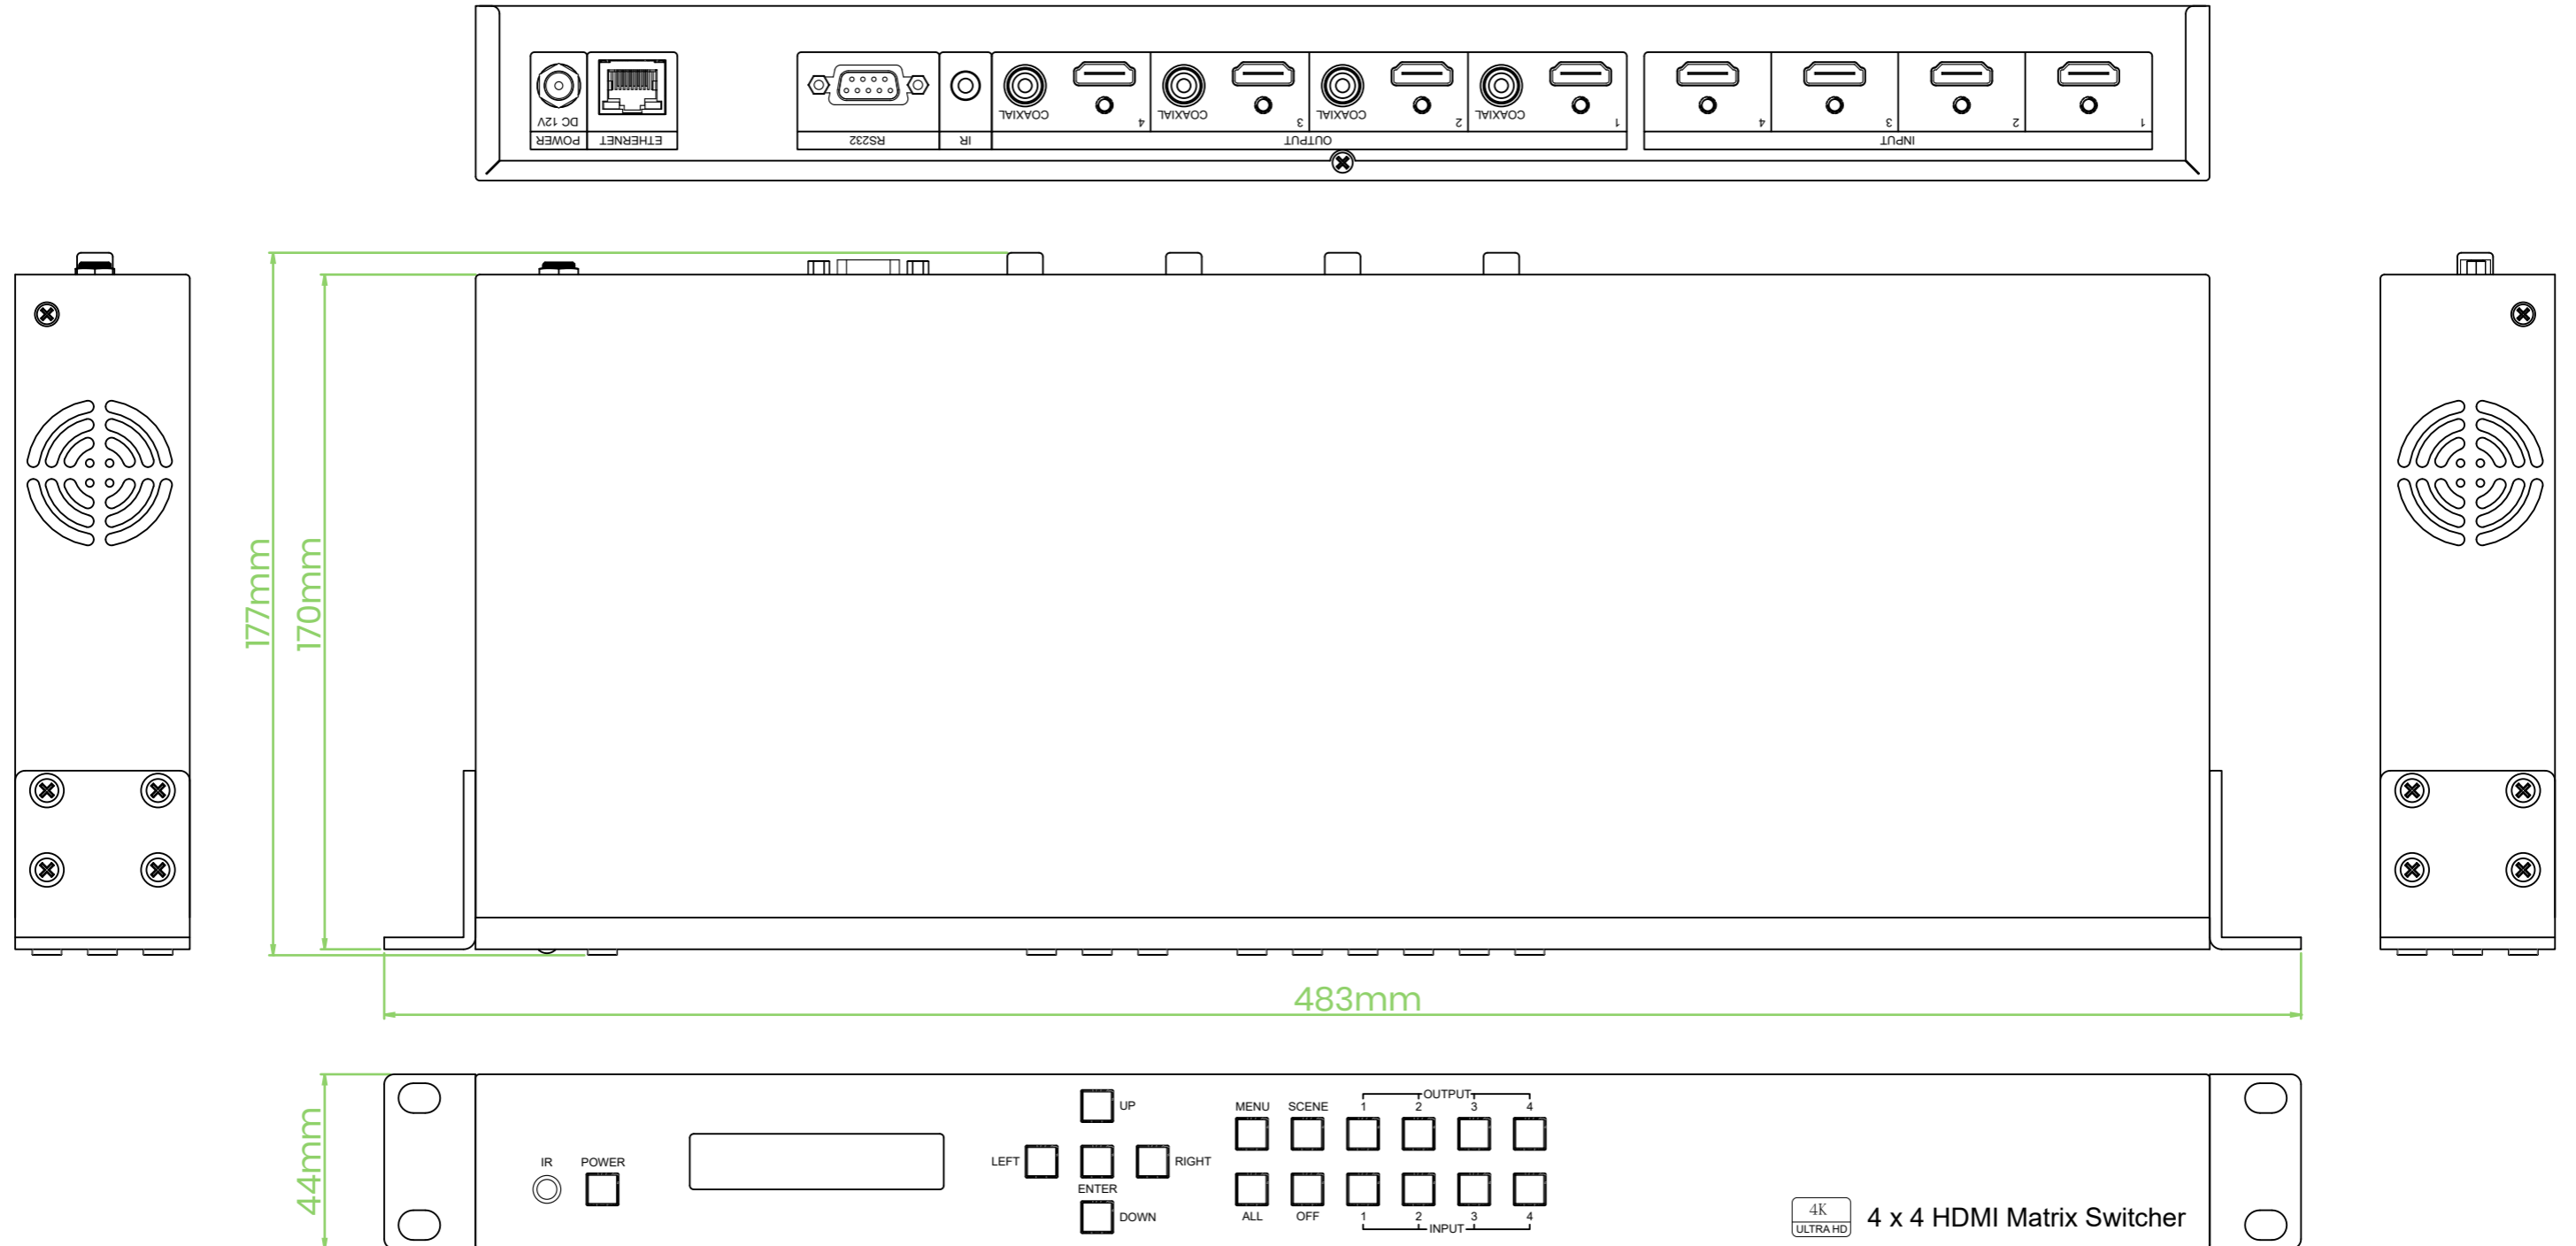 DC 12V
POWER
ETHERNET
RS232
IR
COAXIAL
4
COAXIAL
3
COAXIAL
2
COAXIAL
1
OUTPUT
4
3
2
1
INPUT
177mm
170mm
483mm
44mm
IR
POWER
UP
LEFT
RIGHT
ENTER
DOWN
MENU
SCENE
OUTPUT
1
2
3
4
ALL
OFF
1
2
3
4
INPUT
4K
ULTRA HD
4 x 4 HDMI Matrix Switcher